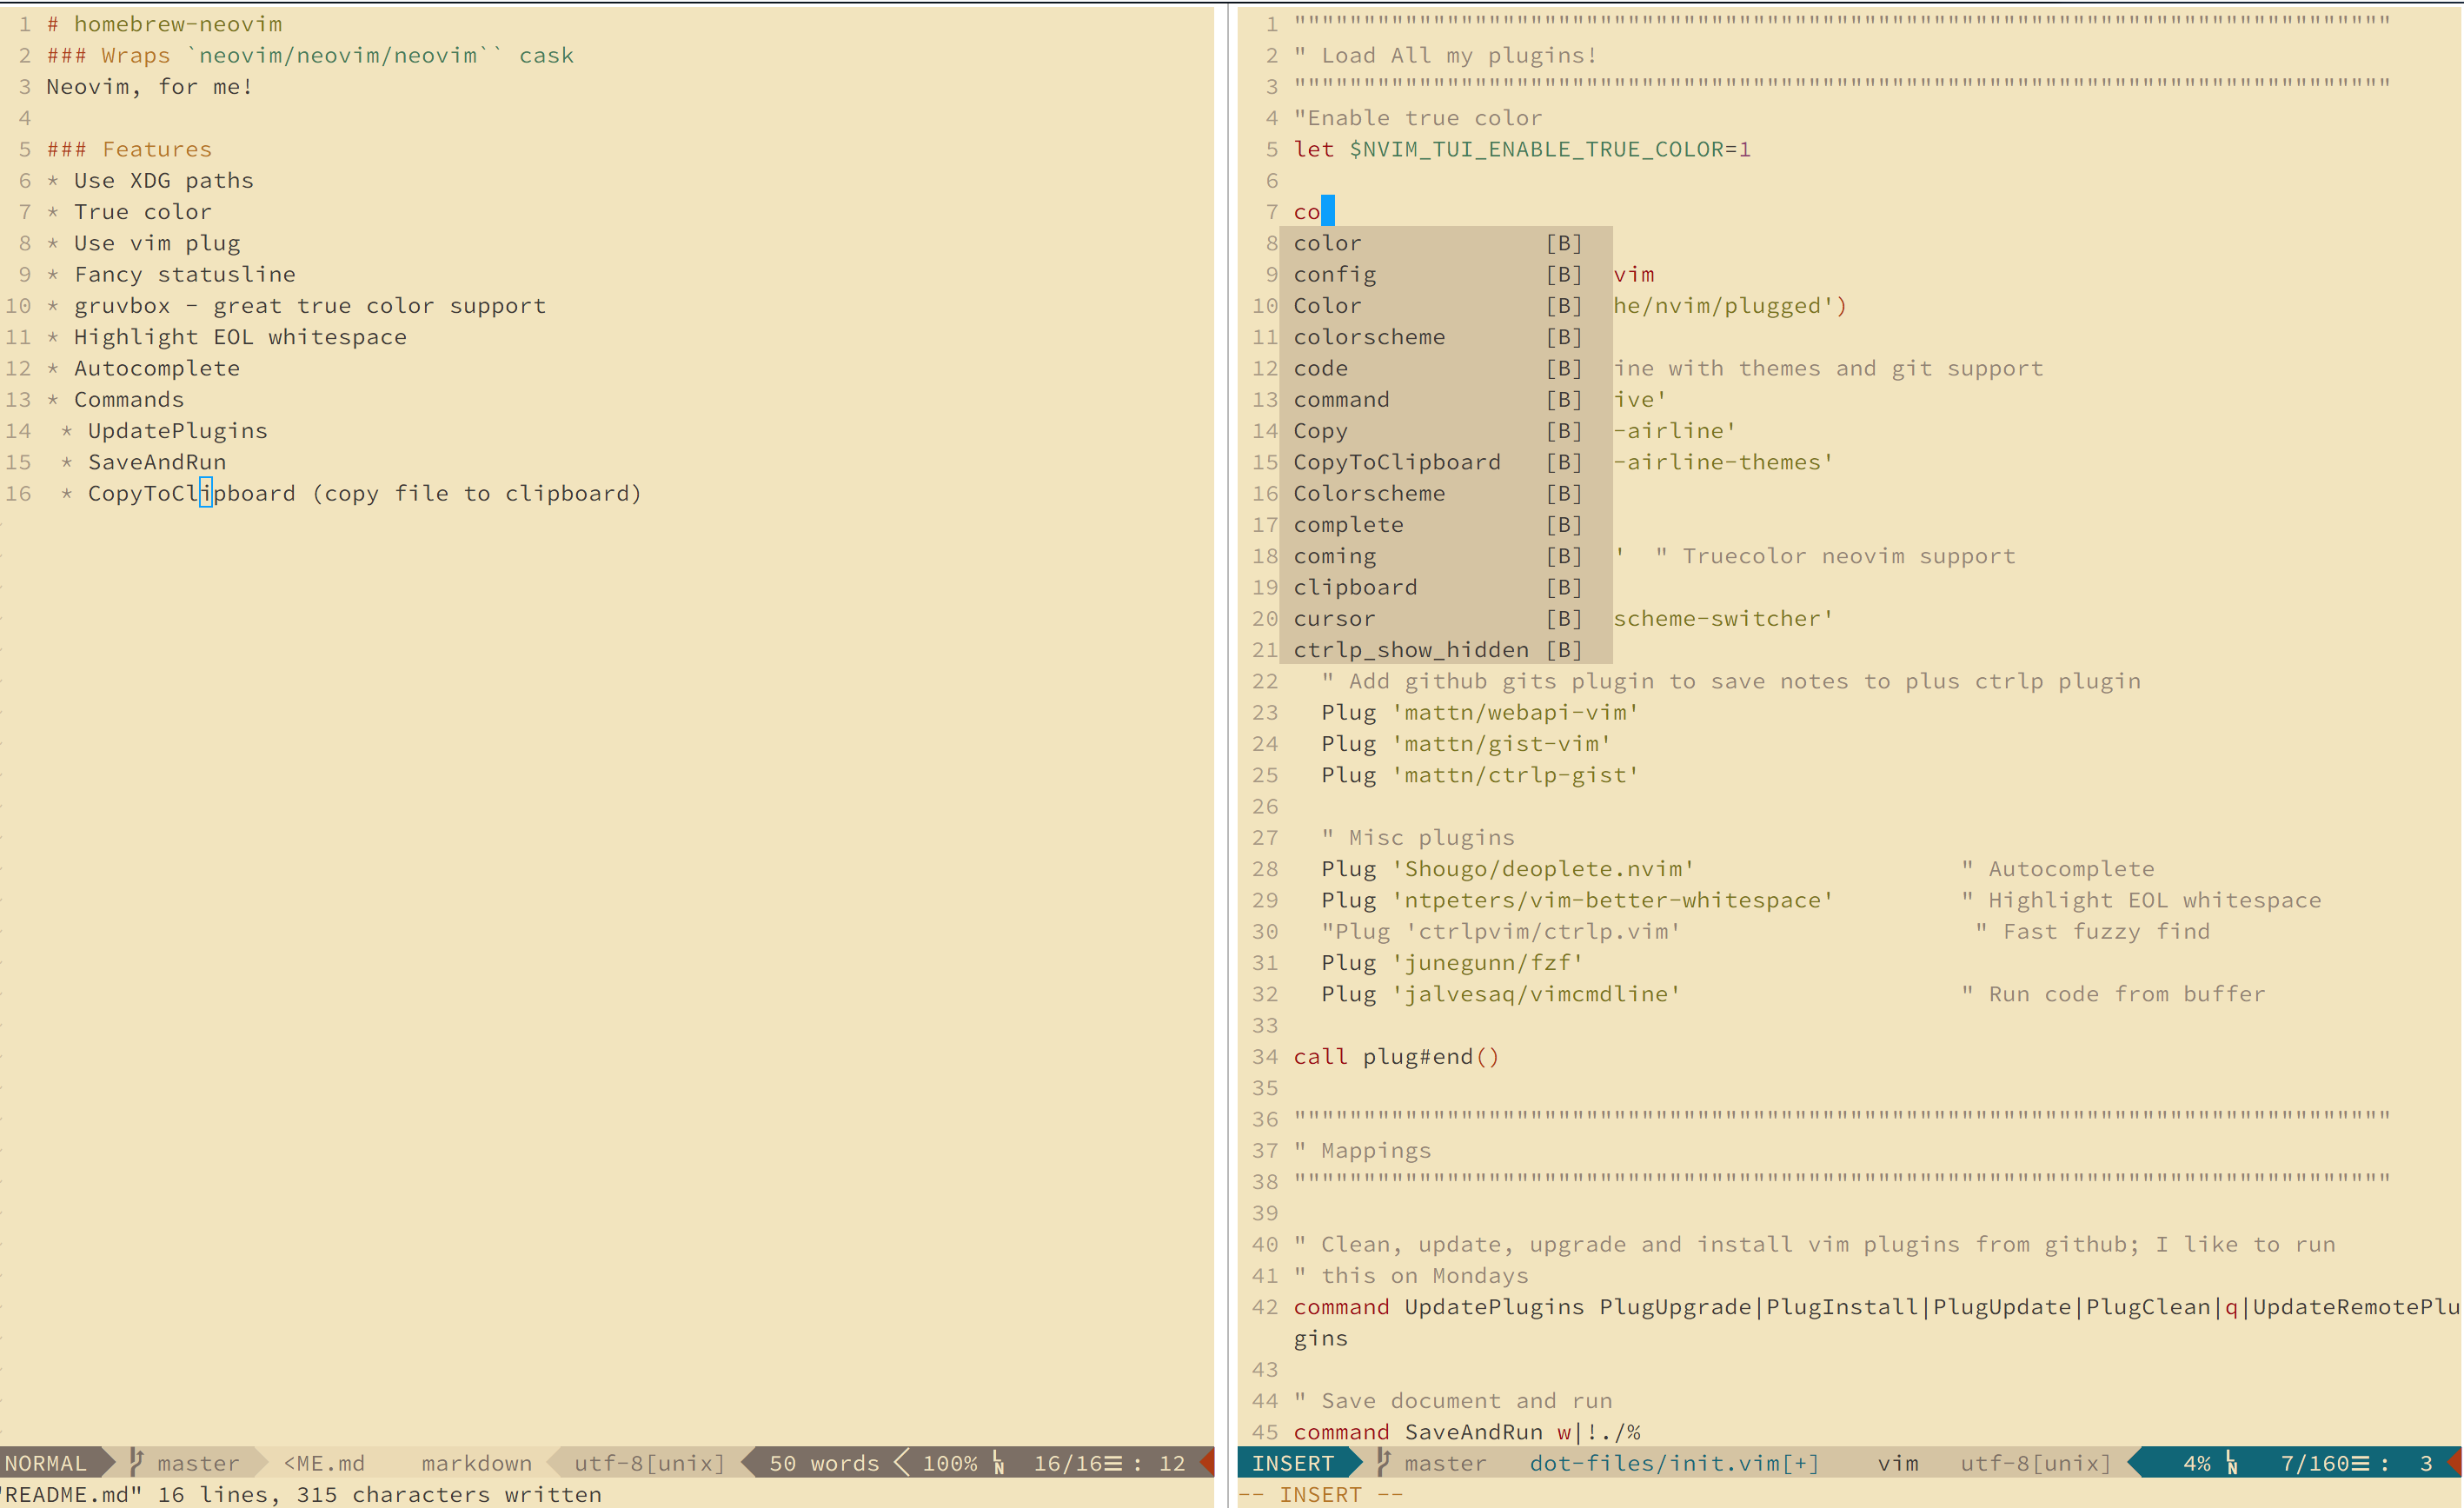 1 # homebrew-neovim
2 ### Wraps `neovim/neovim/neovim`` cask
3 Neovim, for me!
4
5 ### Features
6 * Use XDG paths
7 * True color
8 * Use vim plug
9 * Fancy statusline
10 * gruvbox - great true color support
11 * Highlight EOL whitespace
12 * Autocomplete
13 * Commands
14  * UpdatePlugins
15  * SaveAndRun
16  * CopyToClipboard (copy file to clipboard)
NORMAL master <ME.md markdown utf-8[unix] 50 words 100% 16/16 : 12
"README.md" 16 lines, 315 characters written
1 """""""""""""""""""""""""""""""""""""""""""""""""""""""""""""""""""""""""""""""
2 " Load All my plugins!
3 """""""""""""""""""""""""""""""""""""""""""""""""""""""""""""""""""""""""""""""
4 "Enable true color
5 let $NVIM_TUI_ENABLE_TRUE_COLOR=1
6
7 co
8 color [B]
9 config [B] vim
10 Color [B] he/nvim/plugged')
11 colorscheme [B]
12 code [B] ine with themes and git support
13 command [B] ive'
14 Copy [B] -airline'
15 CopyToClipboard [B] -airline-themes'
16 Colorscheme [B]
17 complete [B]
18 coming [B] '  " Truecolor neovim support
19 clipboard [B]
20 cursor [B] scheme-switcher'
21 ctrlp_show_hidden [B]
22   " Add github gits plugin to save notes to plus ctrlp plugin
23   Plug 'mattn/webapi-vim'
24   Plug 'mattn/gist-vim'
25   Plug 'mattn/ctrlp-gist'
26
27   " Misc plugins
28   Plug 'Shougo/deoplete.nvim' " Autocomplete
29   Plug 'ntpeters/vim-better-whitespace' " Highlight EOL whitespace
30   "Plug 'ctrlpvim/ctrlp.vim' " Fast fuzzy find
31   Plug 'junegunn/fzf'
32   Plug 'jalvesaq/vimcmdline' " Run code from buffer
33
34 call plug#end()
35
36 """""""""""""""""""""""""""""""""""""""""""""""""""""""""""""""""""""""""""""""
37 " Mappings
38 """""""""""""""""""""""""""""""""""""""""""""""""""""""""""""""""""""""""""""""
39
40 " Clean, update, upgrade and install vim plugins from github; I like to run
41 " this on Mondays
42 command UpdatePlugins PlugUpgrade|PlugInstall|PlugUpdate|PlugClean|q|UpdateRemotePlu
gins
43
44 " Save document and run
45 command SaveAndRun w|!./%
INSERT master dot-files/init.vim[+] vim utf-8[unix] 4% 7/160 : 3
-- INSERT --